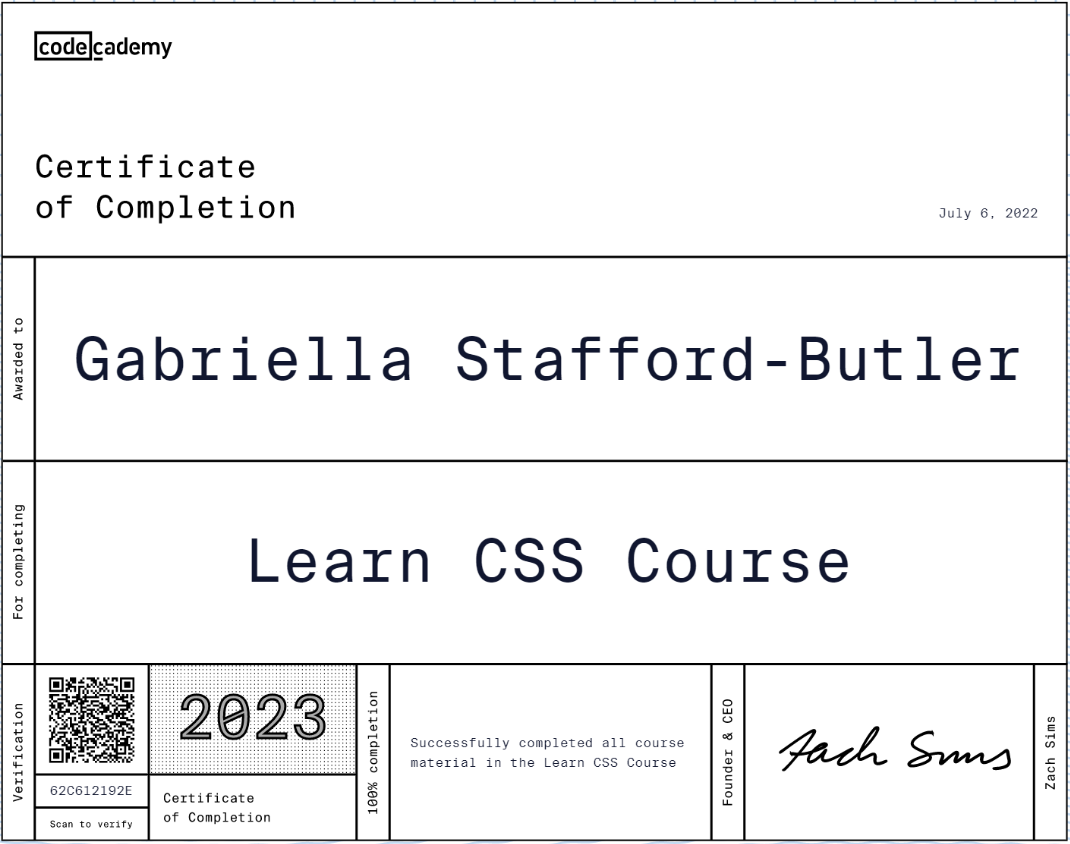 codecademy
Certificate
of Completion
July 6, 2022
Awarded to
Gabriella Stafford-Butler
For completing
Learn CSS Course
Verification
62C612192E
Scan to verify
2023
Certificate
of Completion
100% completion
Successfully completed all course
material in the Learn CSS Course
Founder & CEO
Zach Sims
Zach Sims